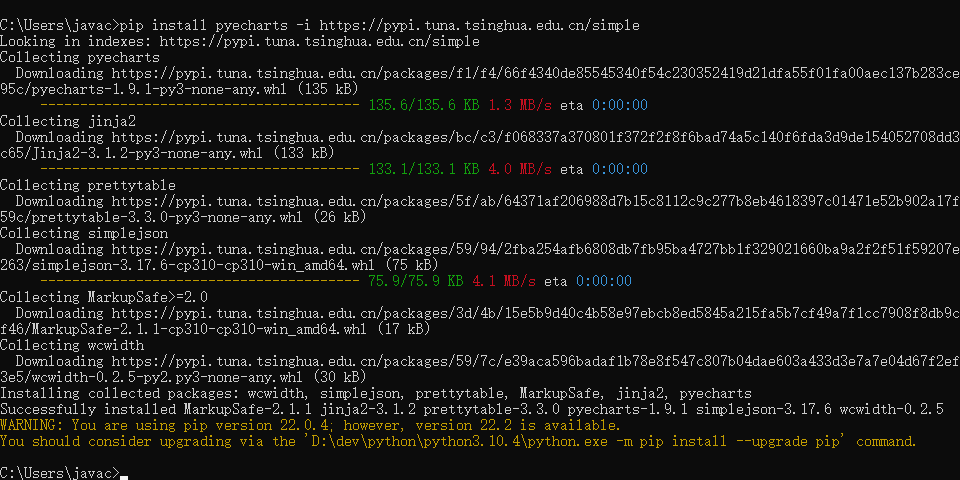 C:\Users\javac>pip install pyecharts -i https://pypi.tuna.tsinghua.edu.cn/simple
Looking in indexes: https://pypi.tuna.tsinghua.edu.cn/simple
Collecting pyecharts
  Downloading https://pypi.tuna.tsinghua.edu.cn/packages/f1/f4/66f4340de85545340f54c230352419d21dfa55f01fa00aec137b283ce
95c/pyecharts-1.9.1-py3-none-any.whl (135 kB)
     ---------------------------------------- 135.6/135.6 KB 1.3 MB/s eta 0:00:00
Collecting jinja2
  Downloading https://pypi.tuna.tsinghua.edu.cn/packages/bc/c3/f068337a370801f372f2f8f6bad74a5c140f6fda3d9de154052708dd3
c65/Jinja2-3.1.2-py3-none-any.whl (133 kB)
     ---------------------------------------- 133.1/133.1 KB 4.0 MB/s eta 0:00:00
Collecting prettytable
  Downloading https://pypi.tuna.tsinghua.edu.cn/packages/5f/ab/64371af206988d7b15c8112c9c277b8eb4618397c01471e52b902a17f
59c/prettytable-3.3.0-py3-none-any.whl (26 kB)
Collecting simplejson
  Downloading https://pypi.tuna.tsinghua.edu.cn/packages/59/94/2fba254afb6808db7fb95ba4727bb1f329021660ba9a2f2f51f59207e
263/simplejson-3.17.6-cp310-cp310-win_amd64.whl (75 kB)
     ---------------------------------------- 75.9/75.9 KB 4.1 MB/s eta 0:00:00
Collecting MarkupSafe>=2.0
  Downloading https://pypi.tuna.tsinghua.edu.cn/packages/3d/4b/15e5b9d40c4b58e97ebcb8ed5845a215fa5b7cf49a7f1cc7908f8db9c
f46/MarkupSafe-2.1.1-cp310-cp310-win_amd64.whl (17 kB)
Collecting wcwidth
  Downloading https://pypi.tuna.tsinghua.edu.cn/packages/59/7c/e39aca596badaf1b78e8f547c807b04dae603a433d3e7a7e04d67f2ef
3e5/wcwidth-0.2.5-py2.py3-none-any.whl (30 kB)
Installing collected packages: wcwidth, simplejson, prettytable, MarkupSafe, jinja2, pyecharts
Successfully installed MarkupSafe-2.1.1 jinja2-3.1.2 prettytable-3.3.0 pyecharts-1.9.1 simplejson-3.17.6 wcwidth-0.2.5
WARNING: You are using pip version 22.0.4; however, version 22.2 is available.
You should consider upgrading via the 'D:\dev\python\python3.10.4\python.exe -m pip install --upgrade pip' command.
C:\Users\javac>